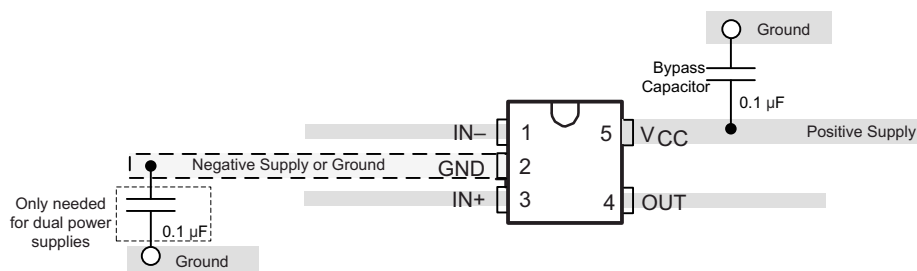 Ground
Bypass
Capacitor
0.1 µF
IN–
1
5
VCC
Positive Supply
Negative Supply or Ground
GND
2
Only needed
for dual power
supplies
0.1 µF
IN+
3
4
OUT
Ground